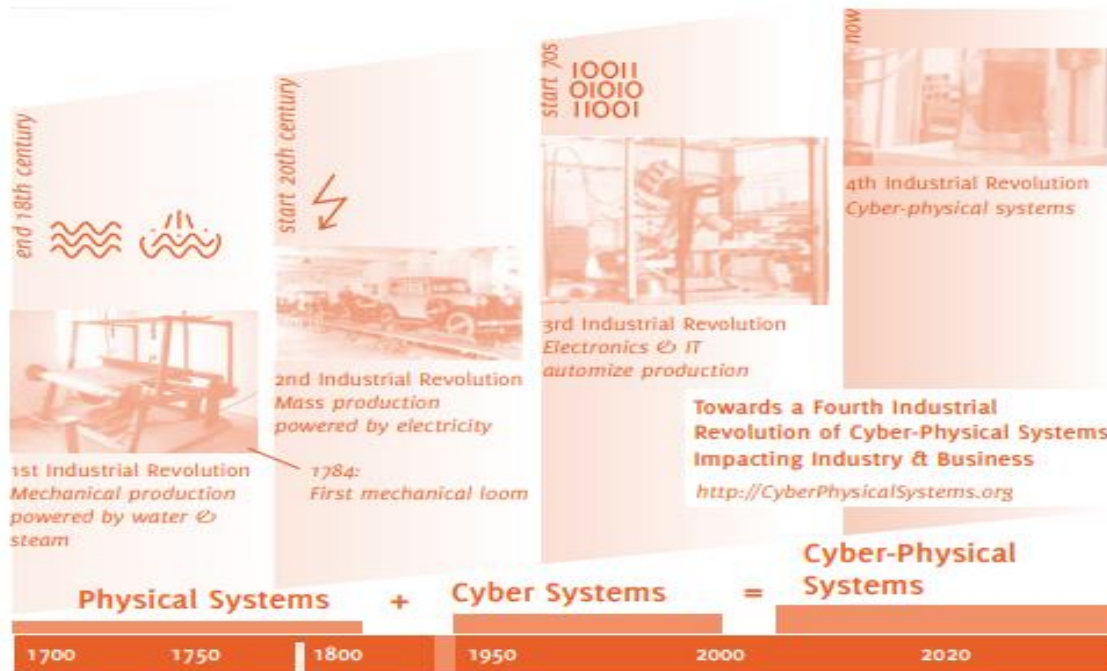 end 18th century
1st Industrial Revolution
Mechanical production
powered by water &
steam
1784:
First mechanical loom
start 20th century
2nd Industrial Revolution
Mass production
powered by electricity
start 70s
10011
01010
11001
3rd Industrial Revolution
Electronics & IT
automize production
now
4th Industrial Revolution
Cyber-physical systems
Towards a Fourth Industrial
Revolution of Cyber-Physical Systems
Impacting Industry & Business
http://CyberPhysicalSystems.org
Physical Systems + Cyber Systems = Cyber-Physical
Systems
1700 1750 1800 1950 2000 2020